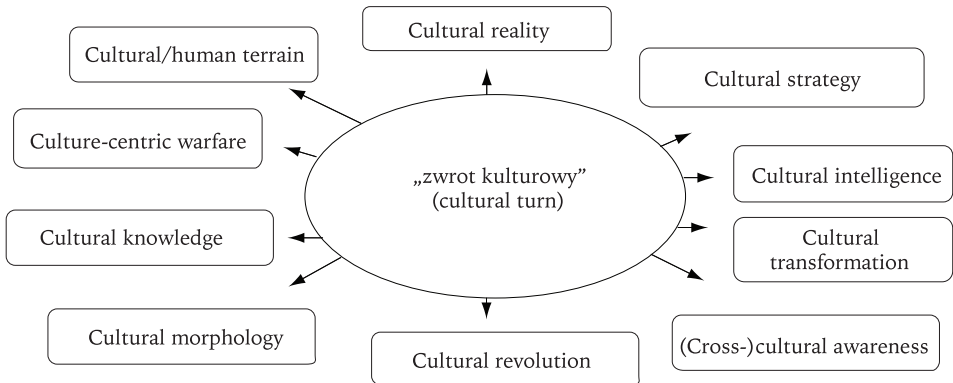 Cultural reality
Cultural/human terrain
Cultural strategy
Culture-centric warfare
„zwrot kulturowy”
(cultural turn)
Cultural intelligence
Cultural knowledge
Cultural
transformation
Cultural morphology
Cultural revolution
(Cross-)cultural awareness